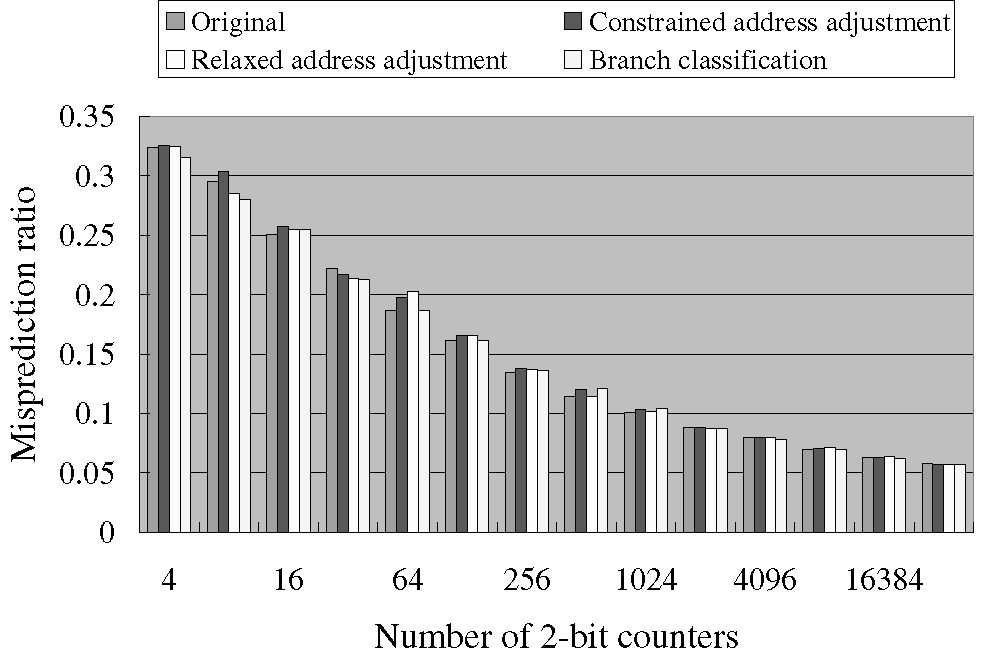 Original
Constrained address adjustment
Relaxed address adjustment
Branch classification
0.35
0.3
0.25
0.2
0.15
0.1
0.05
0
Misprediction ratio
4 16 64 256 1024 4096 16384
Number of 2-bit counters